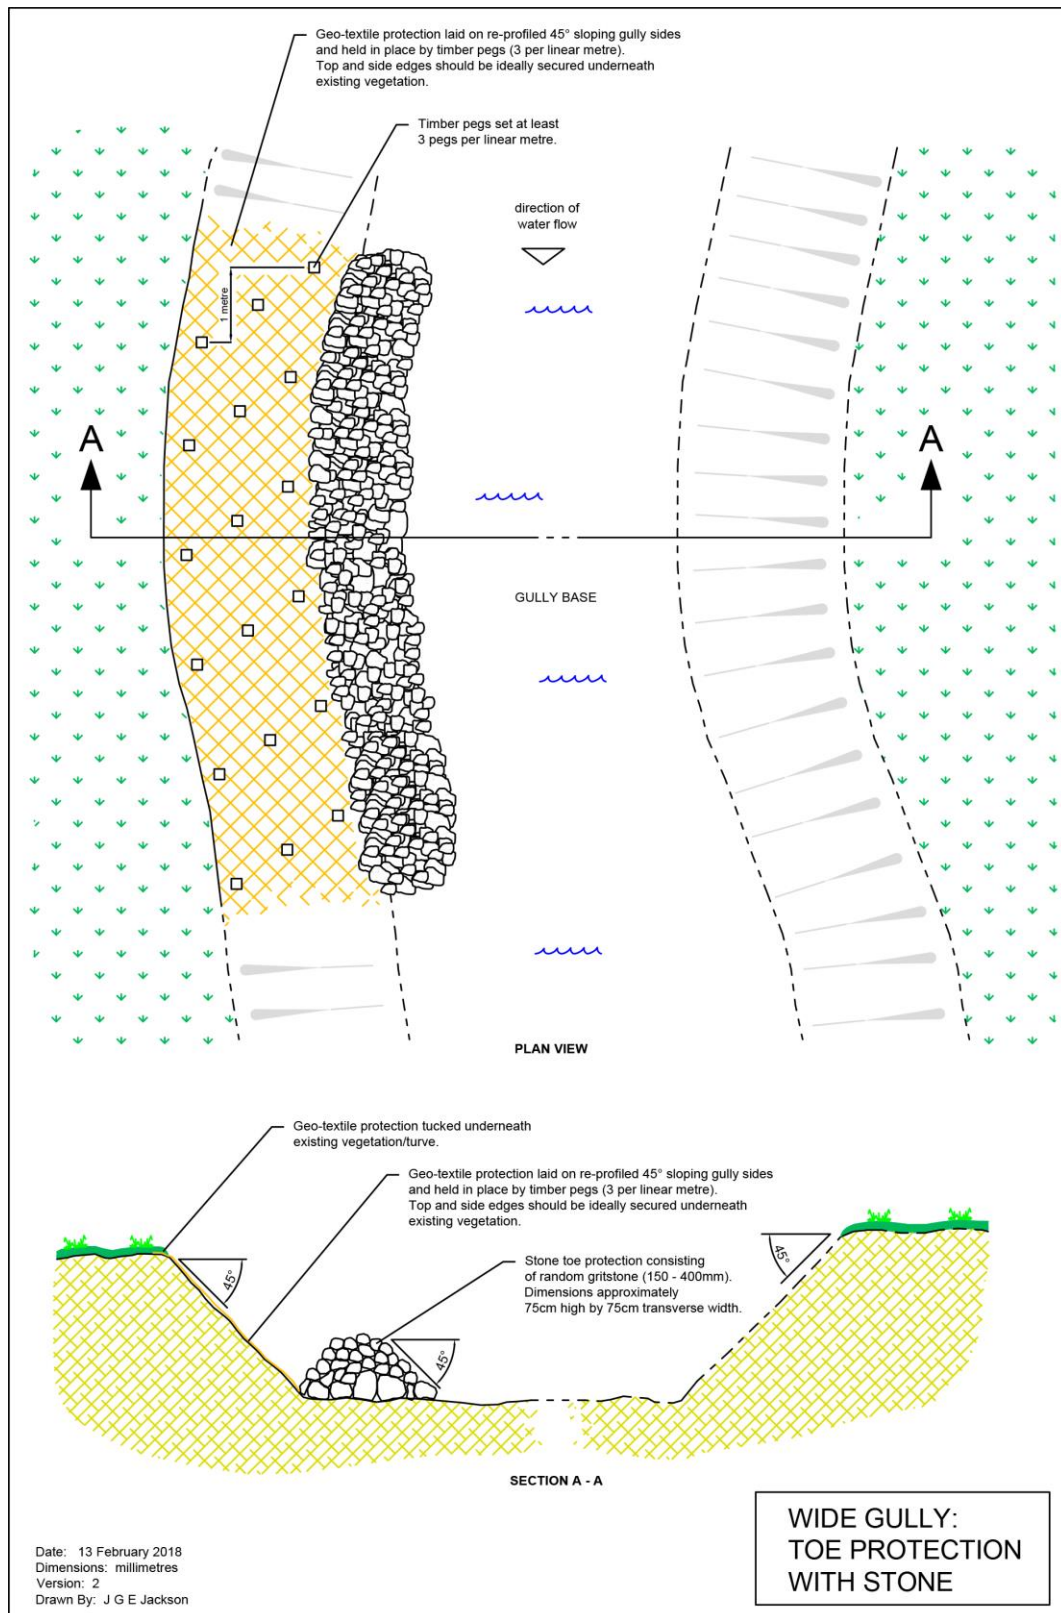 Geo-textile protection laid on re-profiled 45° sloping gully sides
and held in place by timber pegs (3 per linear metre).
Top and side edges should be ideally secured underneath
existing vegetation.
Timber pegs set at least
3 pegs per linear metre.
direction of
water flow
1 metre
A
A
GULLY BASE
PLAN VIEW
Geo-textile protection tucked underneath
existing vegetation/turve.
Geo-textile protection laid on re-profiled 45° sloping gully sides
and held in place by timber pegs (3 per linear metre).
Top and side edges should be ideally secured underneath
existing vegetation.
Stone toe protection consisting
of random gritstone (150 - 400mm).
Dimensions approximately
75cm high by 75cm transverse width.
45°
45°
45°
SECTION A - A
WIDE GULLY:
TOE PROTECTION
WITH STONE
Date: 13 February 2018
Dimensions: millimetres
Version: 2
Drawn By: J G E Jackson